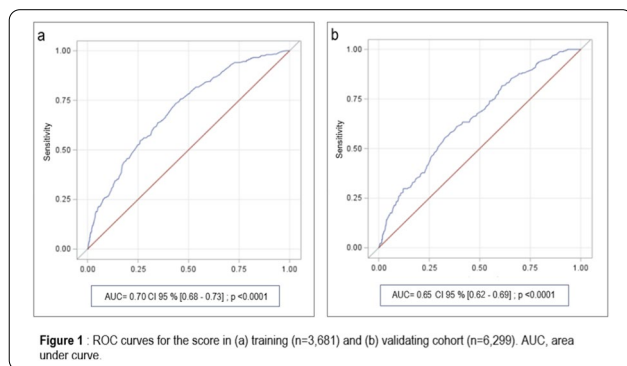 a
1.00
0.75
Sensitivity
0.50
0.25
0.00
0.00 0.25 0.50 0.75 1.00
AUC= 0.70 CI 95 % [0.68 - 0.73] ; p <0.0001
b
1.00
0.75
Sensitivity
0.50
0.25
0.00
0.00 0.25 0.50 0.75 1.00
AUC= 0.65 CI 95 % [0.62 - 0.69] ; p <0.0001
Figure 1 : ROC curves for the score in (a) training (n=3,681) and (b) validating cohort (n=6,299). AUC, area
under curve.